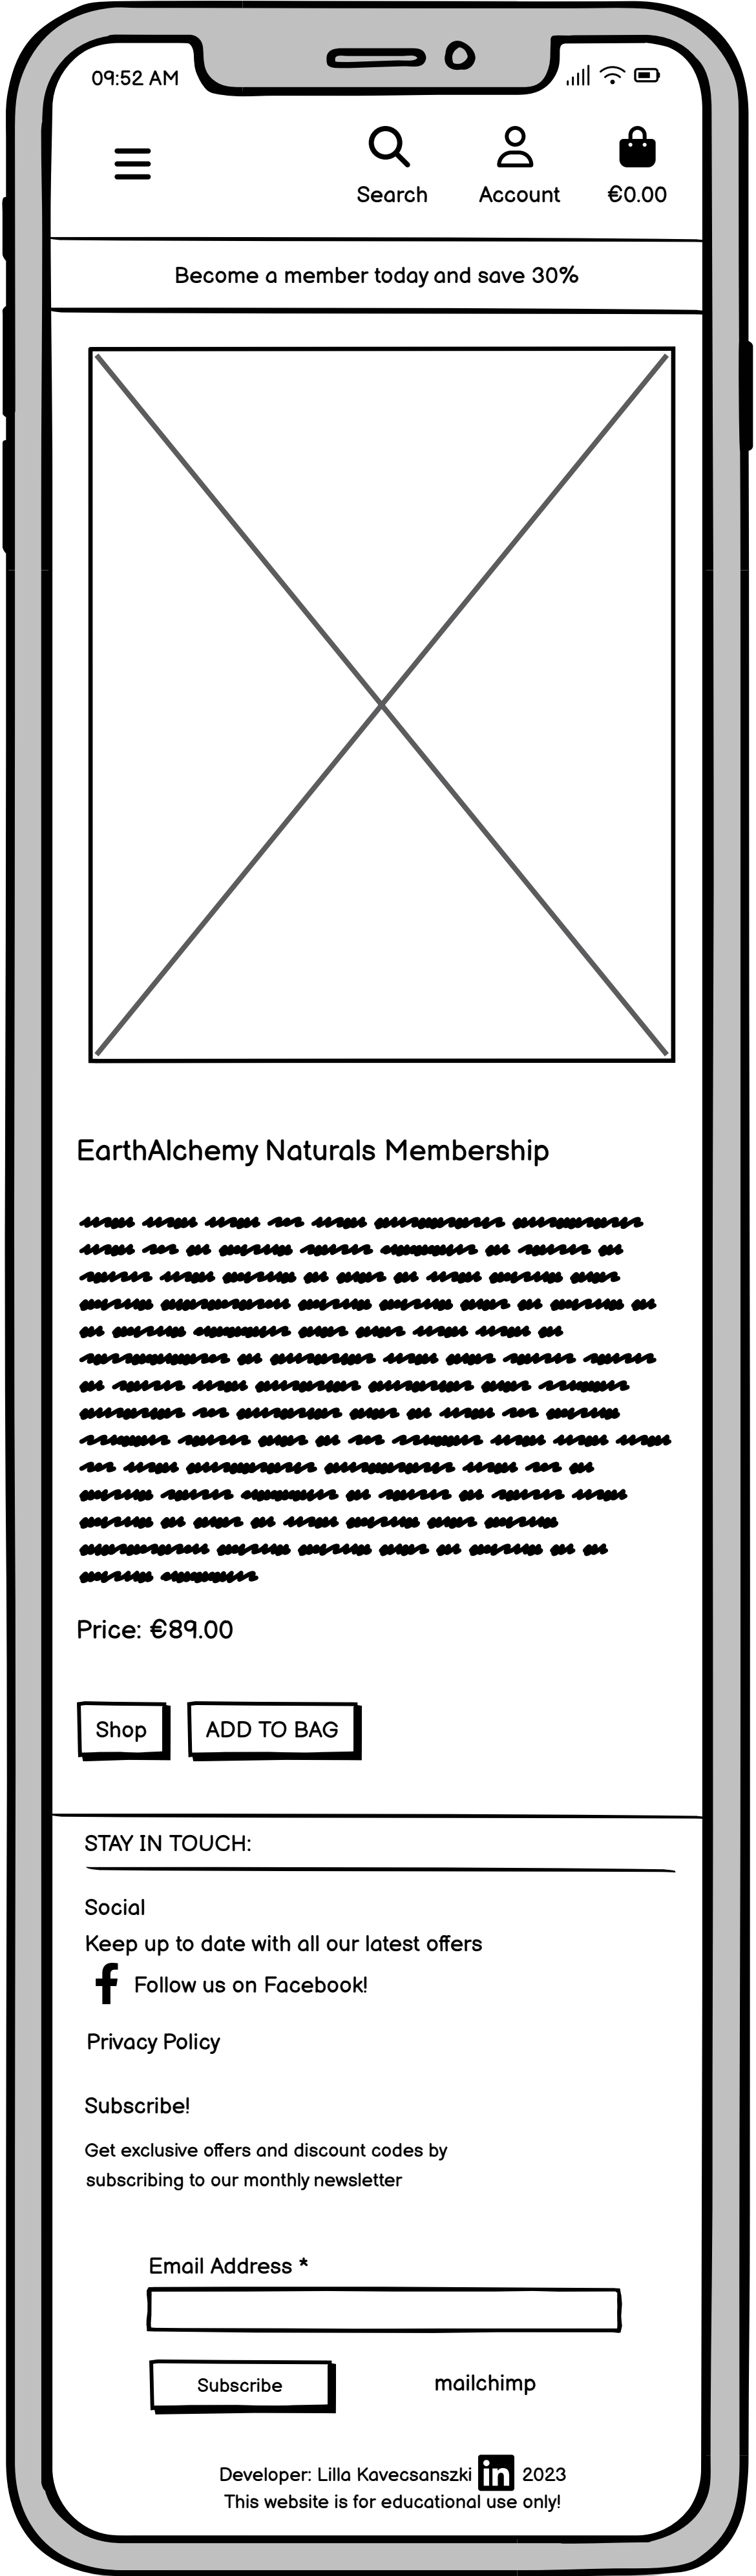 09:52 AM
Search Account €0.00
Become a member today and save 30%
EarthAlchemy Naturals Membership
Price: €89.00
Shop ADD TO BAG
STAY IN TOUCH:
Social
Keep up to date with all our latest offers
f Follow us on Facebook!
Privacy Policy
Subscribe!
Get exclusive offers and discount codes by
subscribing to our monthly newsletter
Email Address *
Subscribe mailchimp
Developer: Lilla Kavecsanszki in 2023
This website is for educational use only!